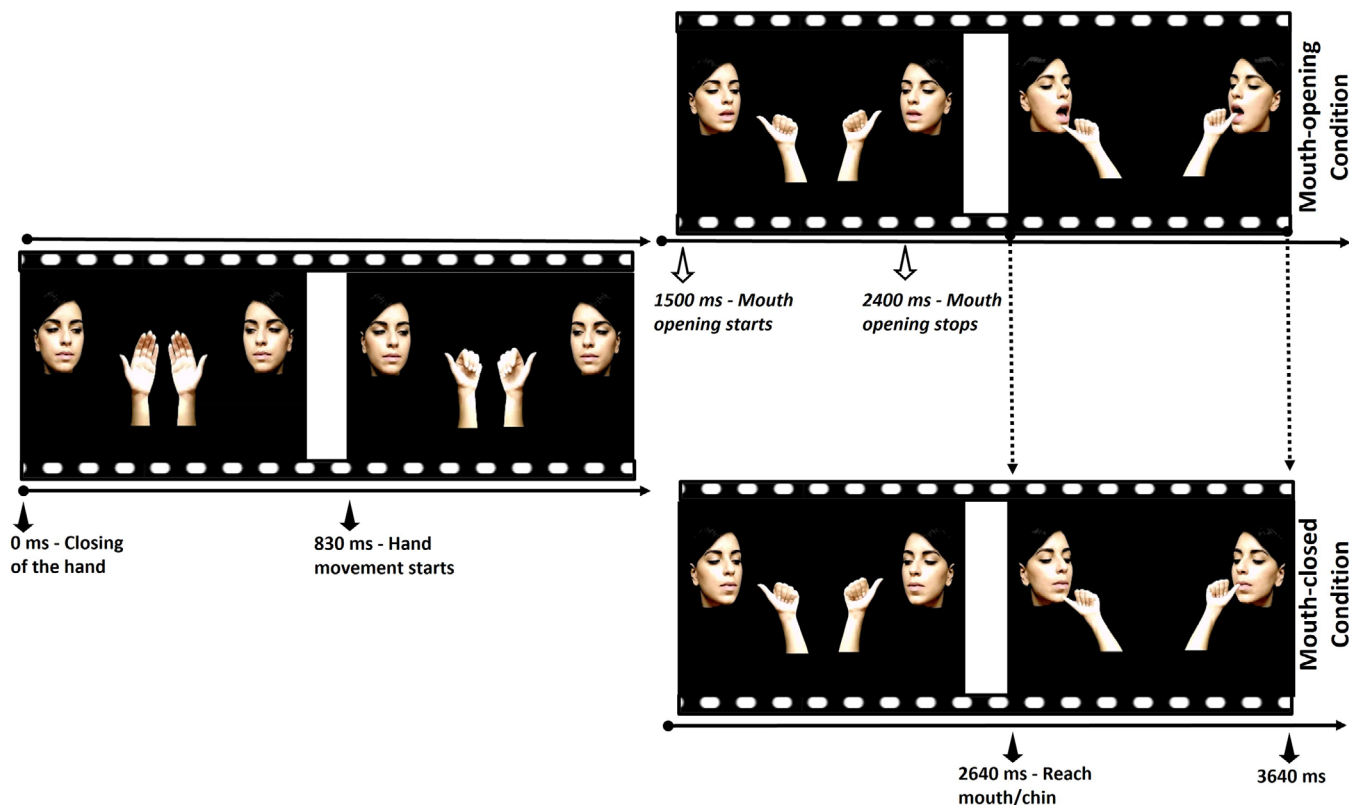 Mouth-opening
Condition
1500 ms - Mouth
opening starts
2400 ms - Mouth
opening stops
0 ms - Closing
of the hand
830 ms - Hand
movement starts
Mouth-closed
Condition
2640 ms - Reach
mouth/chin
3640 ms